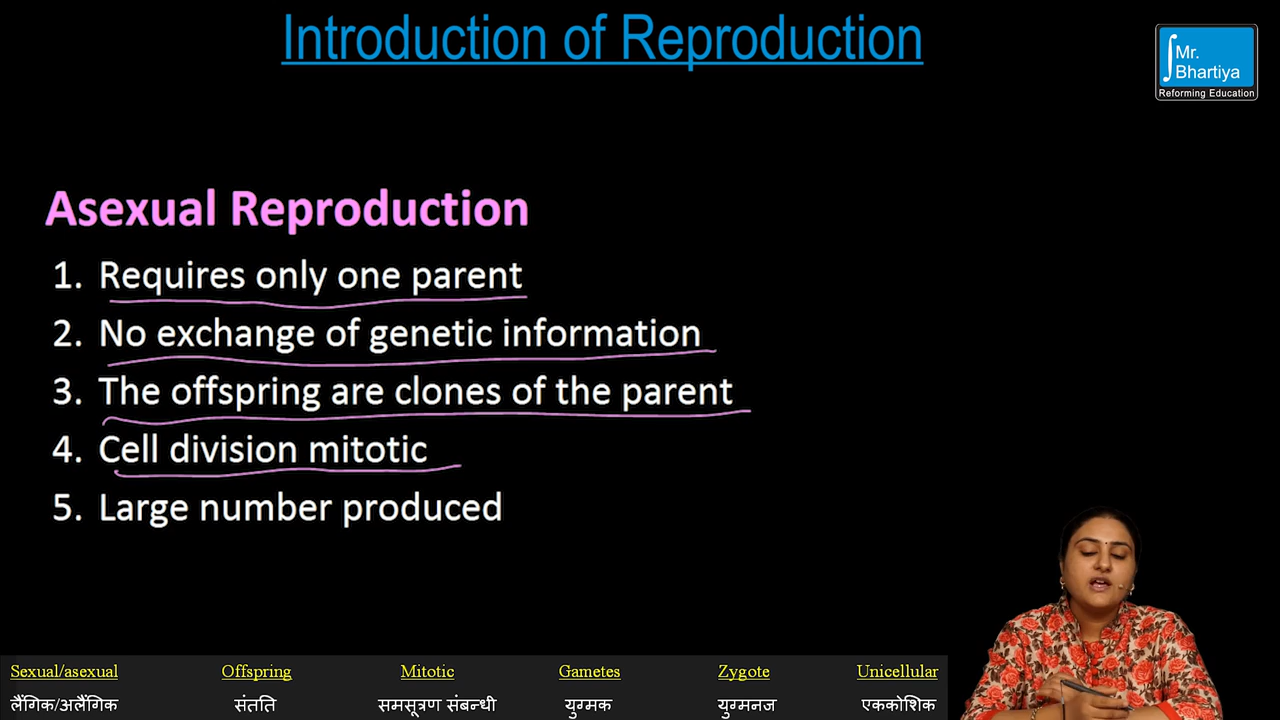 Introduction of Reproduction
Mr.
Bhartiya
Reforming Education
Asexual Reproduction
1. Requires only one parent
2. No exchange of genetic information
3. The offspring are clones of the parent
4. Cell division mitotic
5. Large number produced
Sexual/asexual Offspring Mitotic Gametes Zygote Unicellular
लैंगिक/अलैंगिक संतति समसूत्रण संबन्धी युग्मक युग्मनज एककोशिक